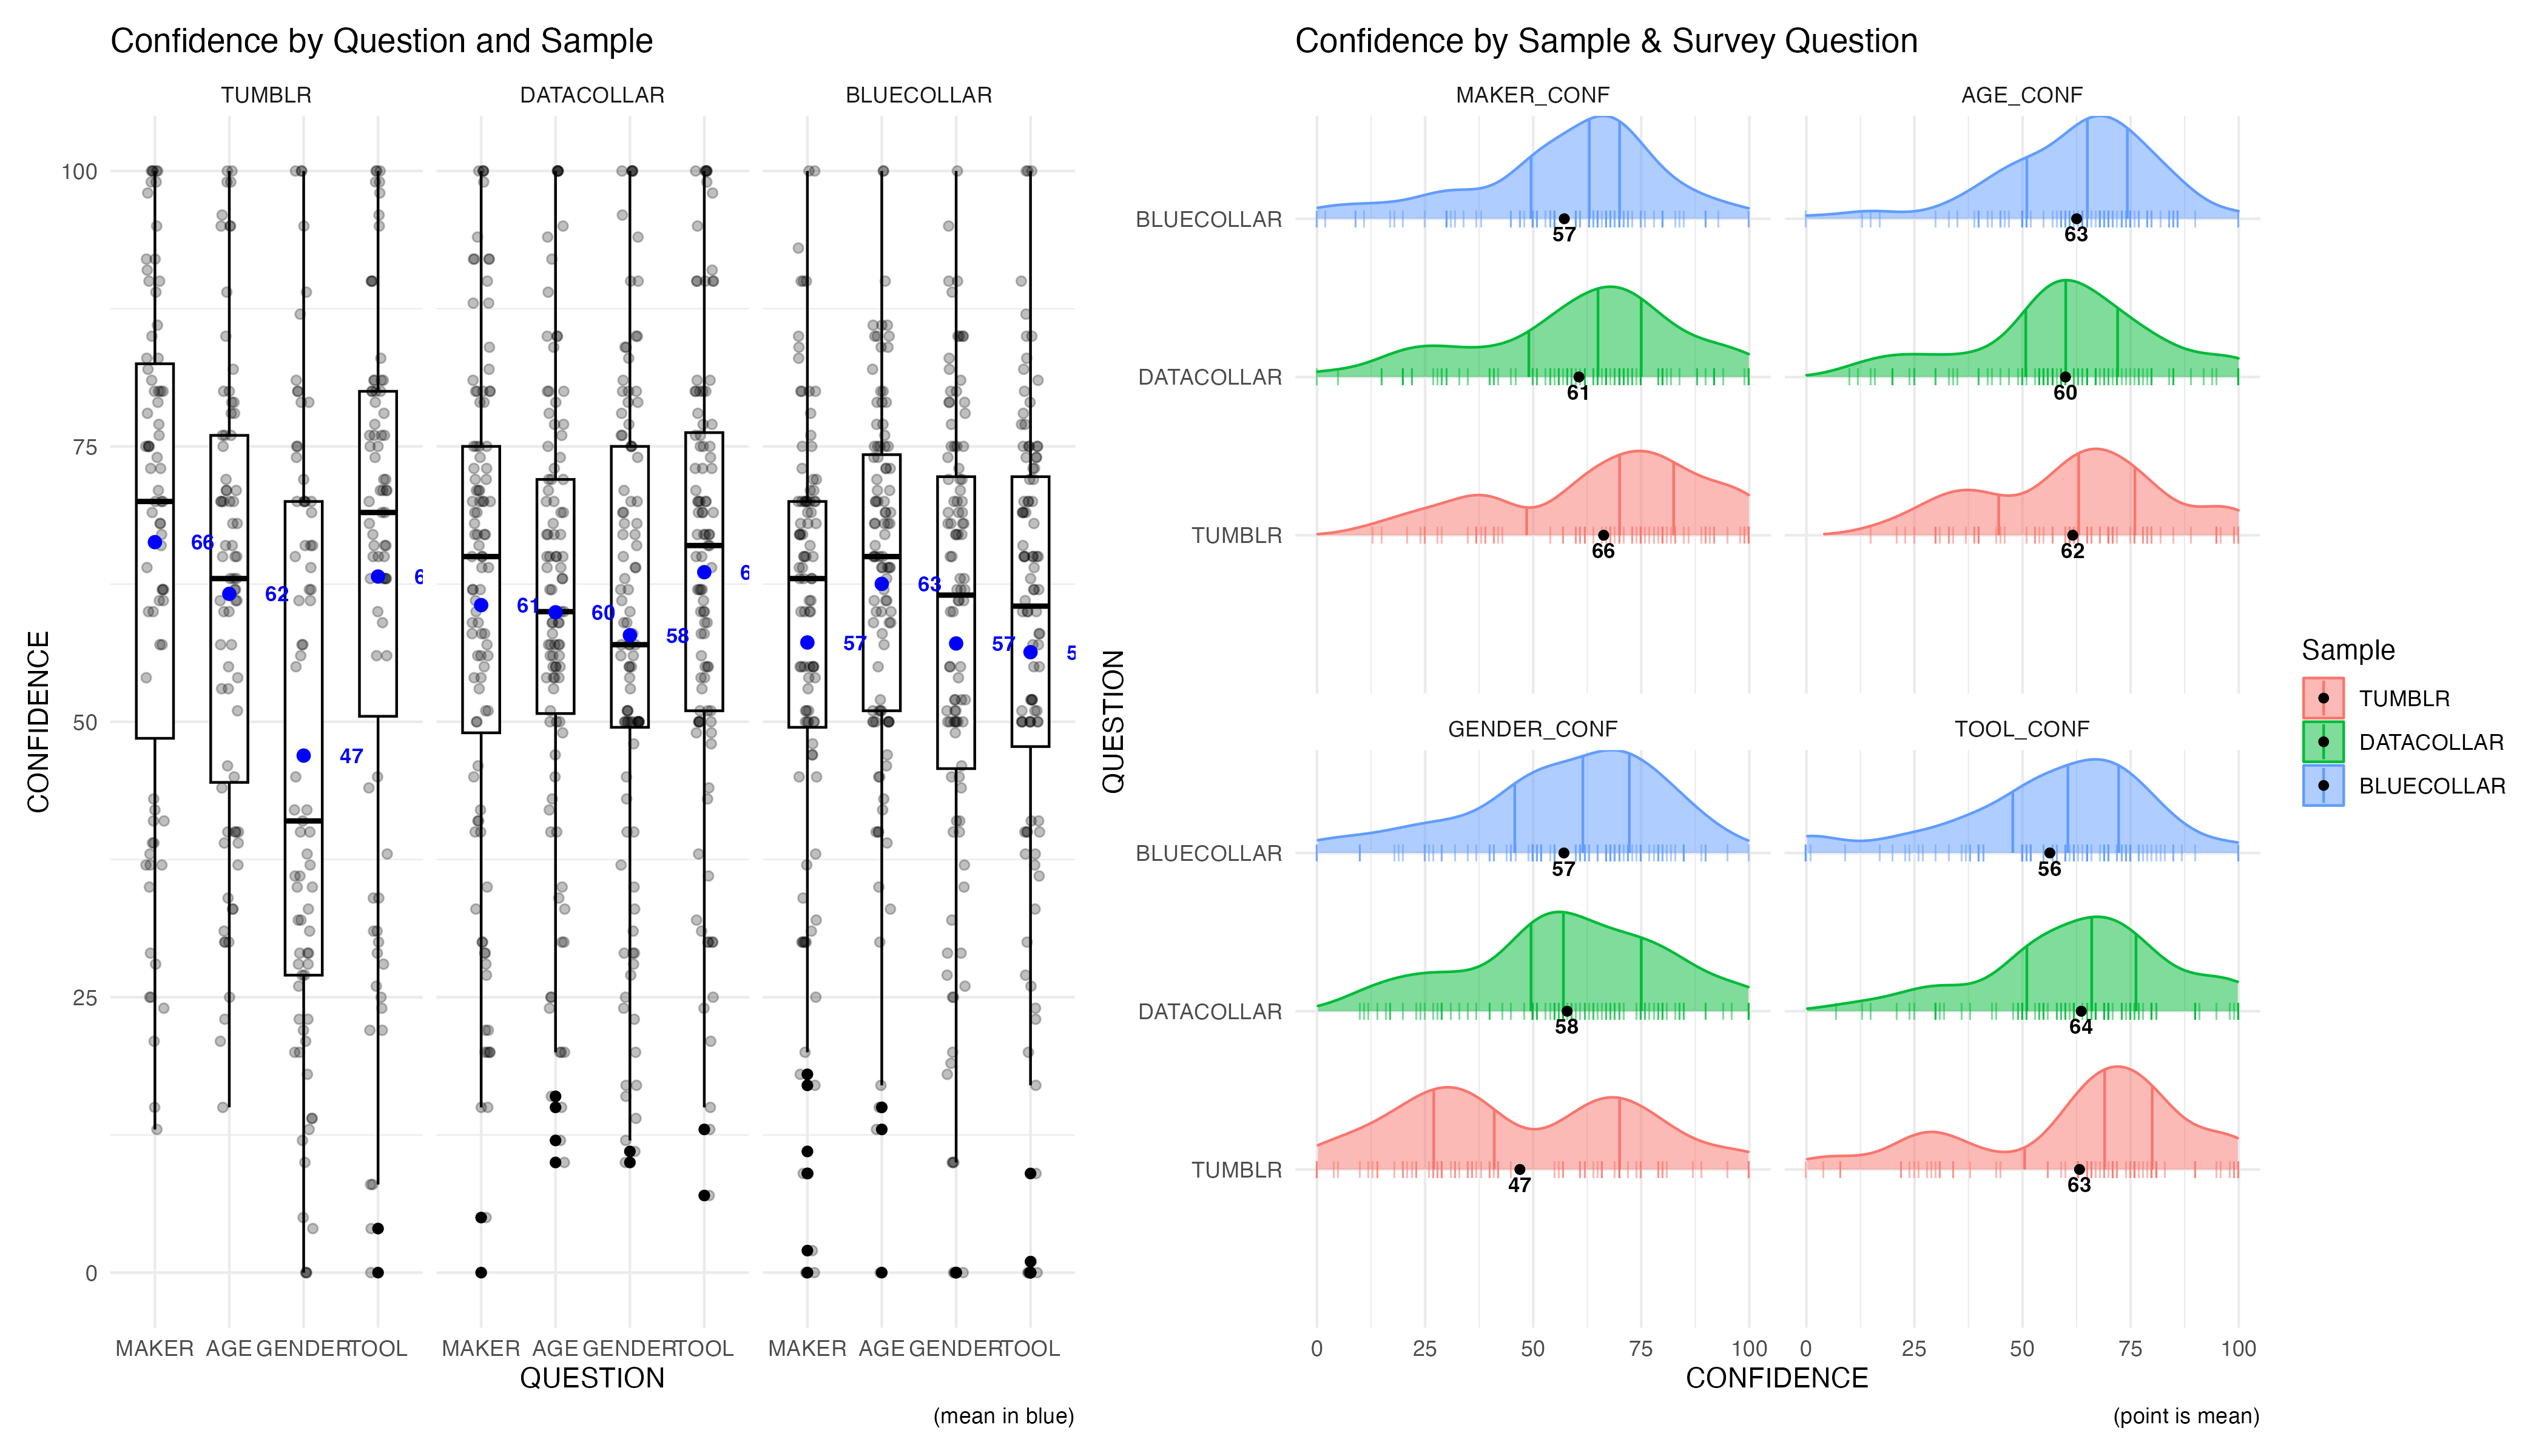 Confidence by Question and Sample
TUMBLR DATACOLLAR BLUECOLLAR
CONFIDENCE
100
75
50
25
0
66 62 47 6
61 60 58 6
57 63 57 5
MAKER AGE GENDER TOOL MAKER AGE GENDER TOOL MAKER AGE GENDER TOOL
QUESTION
(mean in blue)
Confidence by Sample & Survey Question
QUESTION
MAKER_CONF AGE_CONF
BLUECOLLAR 57 63
DATACOLLAR 61 60
TUMBLR 66 62
GENDER_CONF TOOL_CONF
BLUECOLLAR 57 56
DATACOLLAR 58 64
TUMBLR 47 63
0 25 50 75 100 0 25 50 75 100
CONFIDENCE
(point is mean)
Sample
TUMBLR
DATACOLLAR
BLUECOLLAR